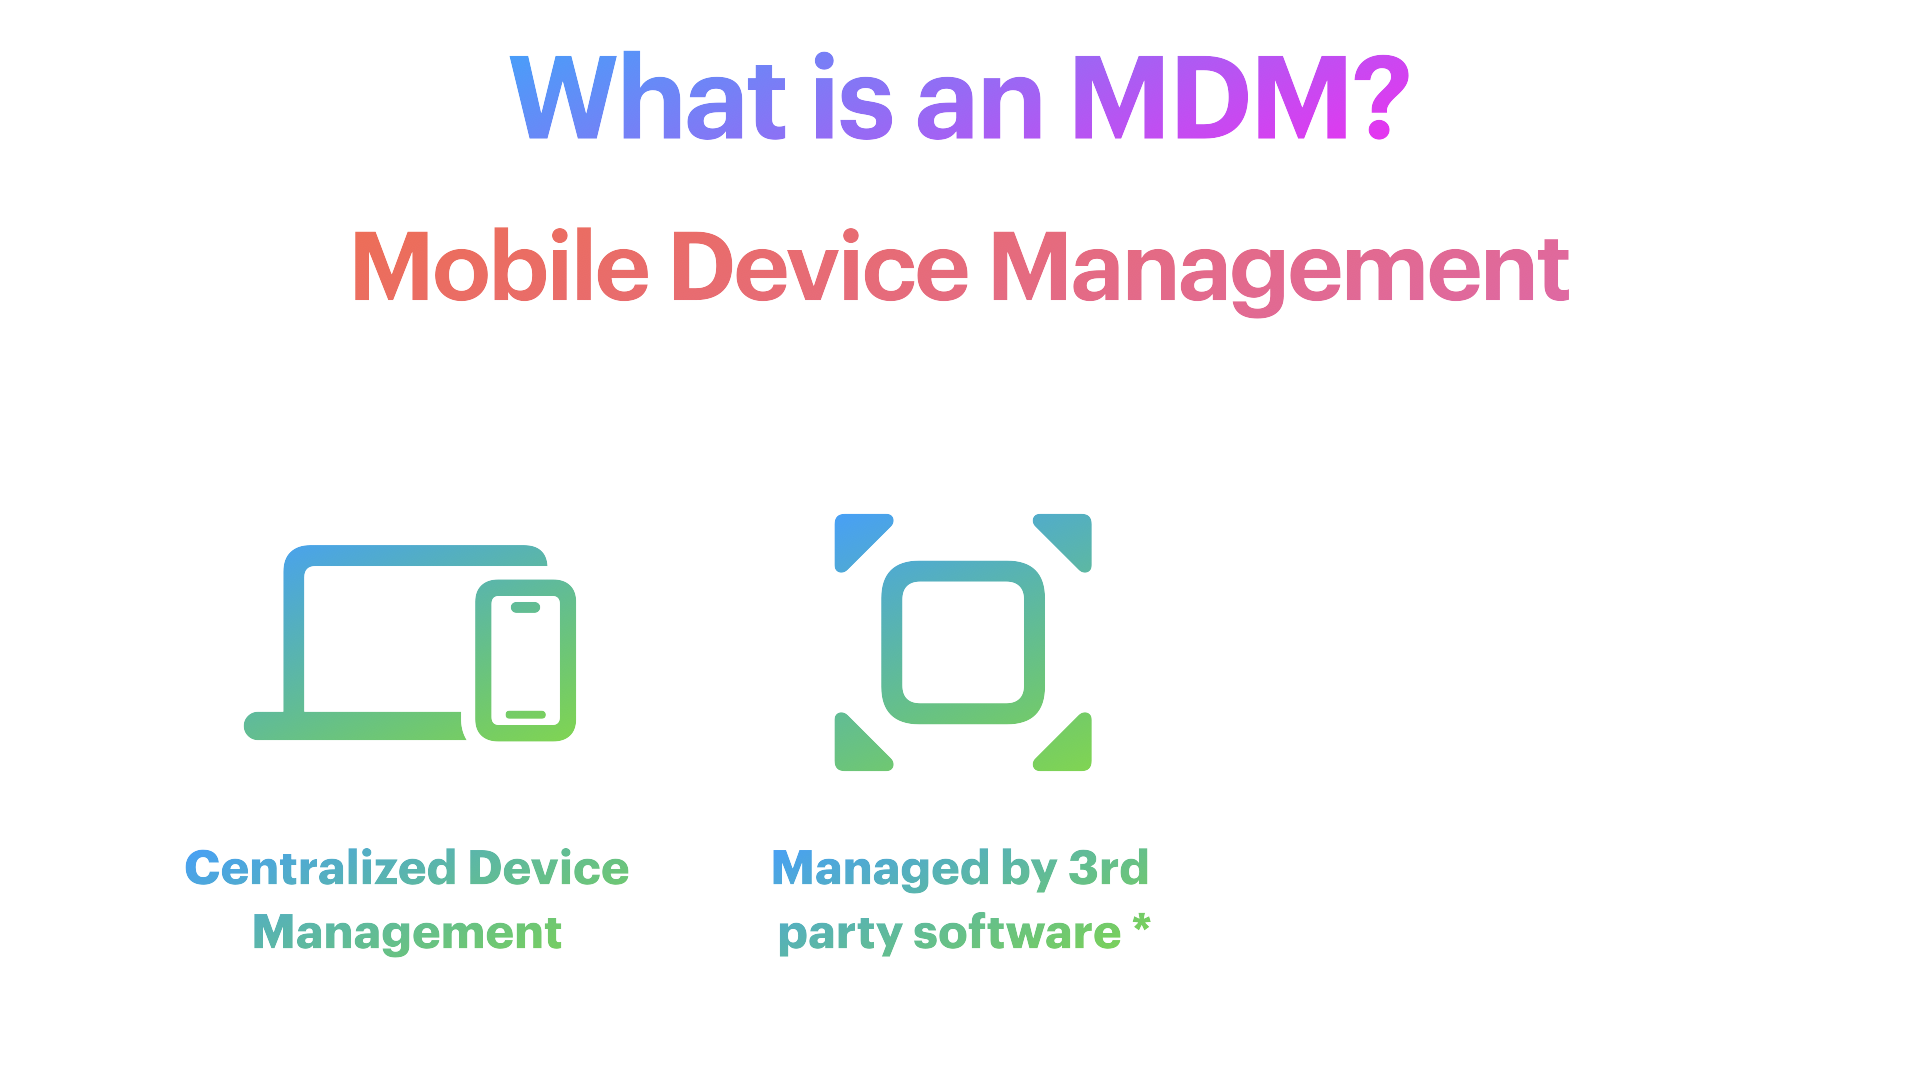 What is an MDM?
Mobile Device Management
Centralized Device
Management
Managed by 3rd
party software *